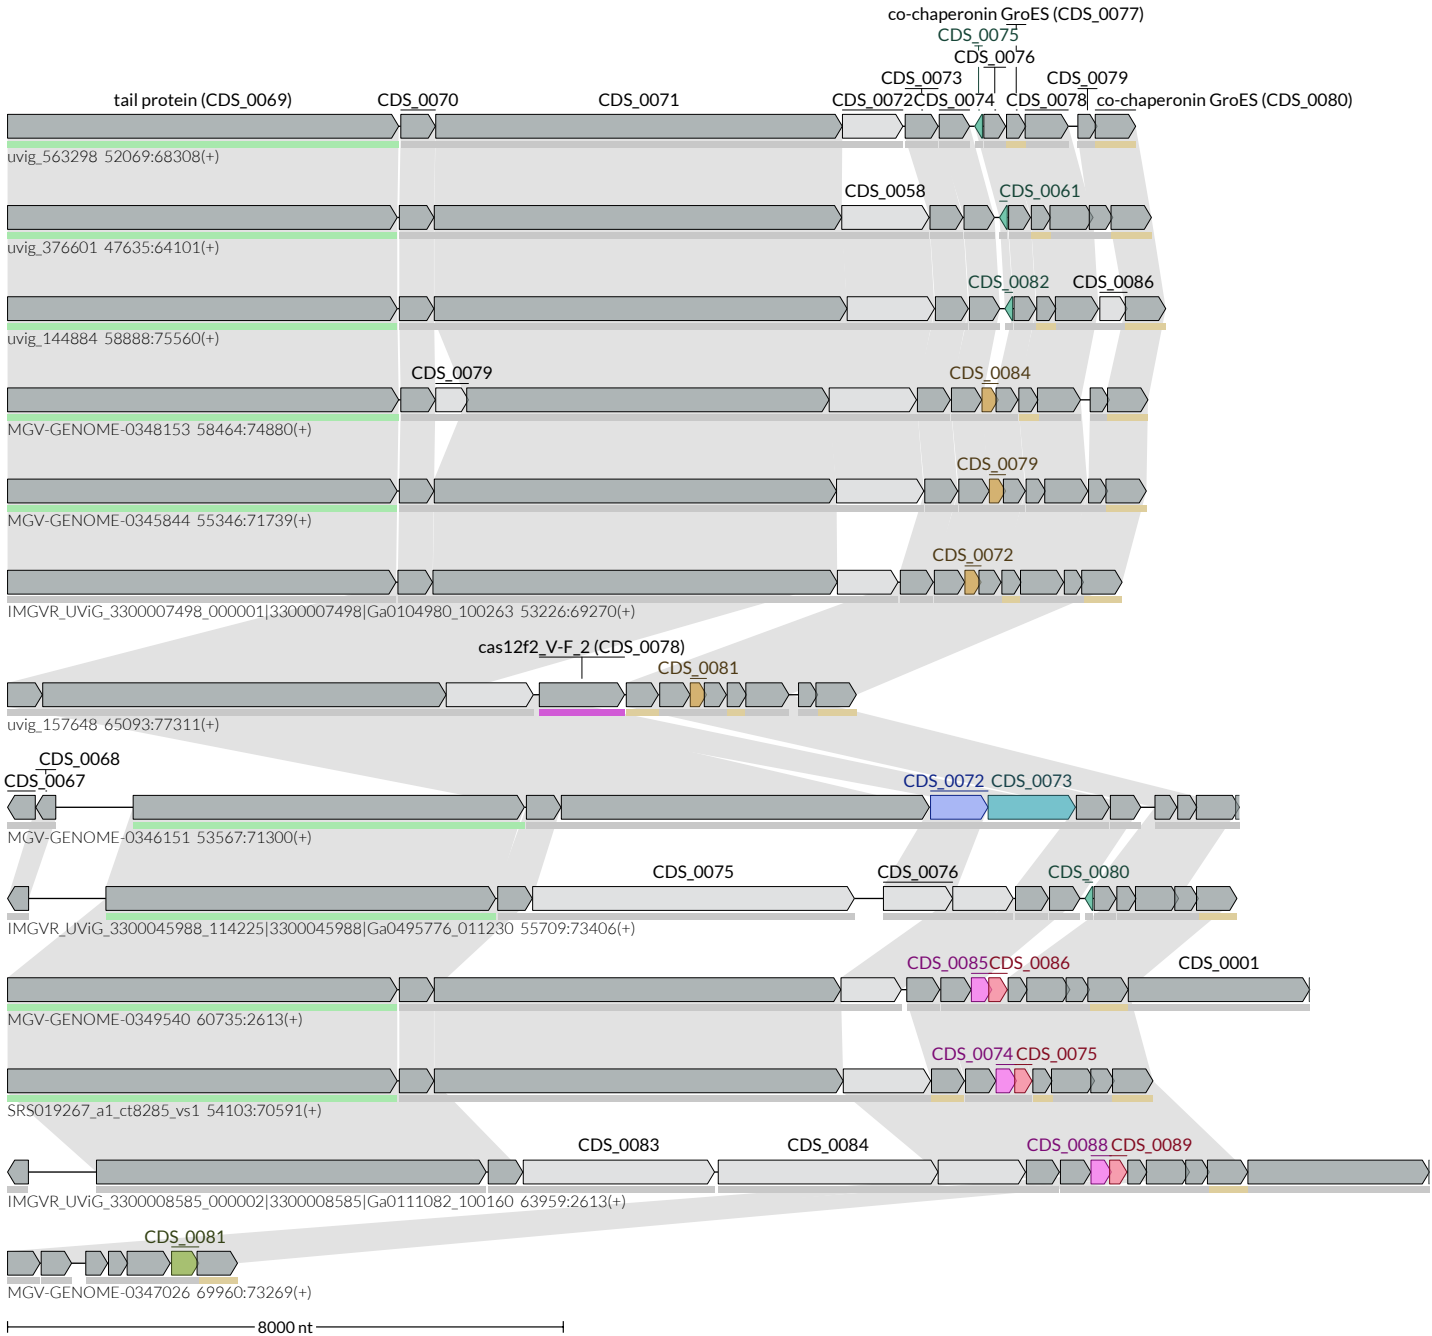 co-chaperonin GroES (CDS_0077)
CDS_0075
CDS_0076
CDS_0073 CDS_0079
tail protein (CDS_0069) CDS_0070 CDS_0071 CDS_0072 CDS_0074 CDS_0078 co-chaperonin GroES (CDS_0080)
uvig_563298 52069:68308(+)
CDS_0058 CDS_0061
uvig_376601 47635:64101(+)
CDS_0082 CDS_0086
uvig_144884 58888:75560(+)
CDS_0079 CDS_0084
MGV-GENOME-0348153 58464:74880(+)
CDS_0079
MGV-GENOME-0345844 55346:71739(+)
CDS_0072
IMGVR_UViG_3300007498_000001|3300007498|Ga0104980_100263 53226:69270(+)
cas12f2_V-F_2 (CDS_0078)
CDS_0081
uvig_157648 65093:77311(+)
CDS_0068
CDS_0067 CDS_0072 CDS_0073
MGV-GENOME-0346151 53567:71300(+)
CDS_0075 CDS_0076 CDS_0080
IMGVR_UViG_3300045988_114225|3300045988|Ga0495776_011230 55709:73406(+)
CDS_0085 CDS_0086 CDS_0001
MGV-GENOME-0349540 60735:2613(+)
CDS_0074 CDS_0075
SRS019267_a1_ct8285_vs1 54103:70591(+)
CDS_0083 CDS_0084 CDS_0088 CDS_0089
IMGVR_UViG_3300008585_000002|3300008585|Ga0111082_100160 63959:2613(+)
CDS_0081
MGV-GENOME-0347026 69960:73269(+)
8000 nt